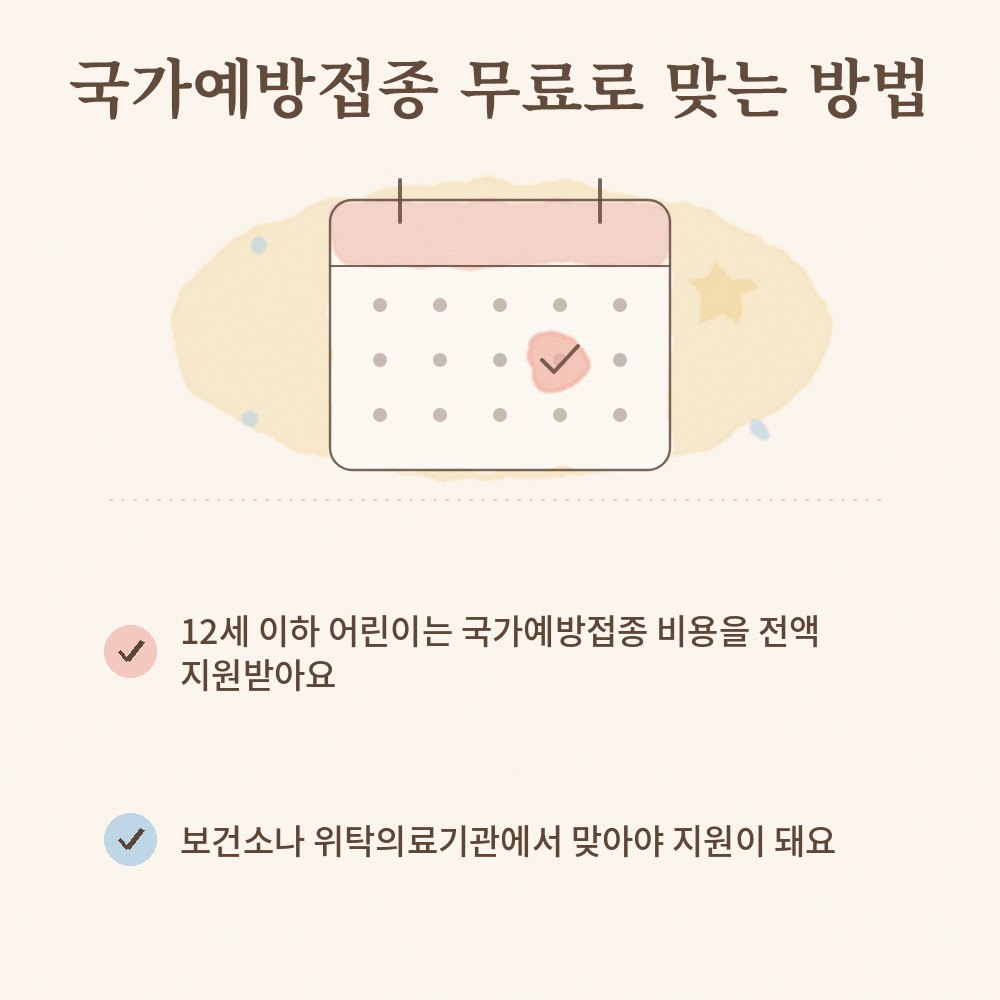 국가예방접종 무료로 맞는 방법
12세 이하 어린이는 국가예방접종 비용을 전액
지원받아요
보건소나 위탁의료기관에서 맞아야 지원이 돼요